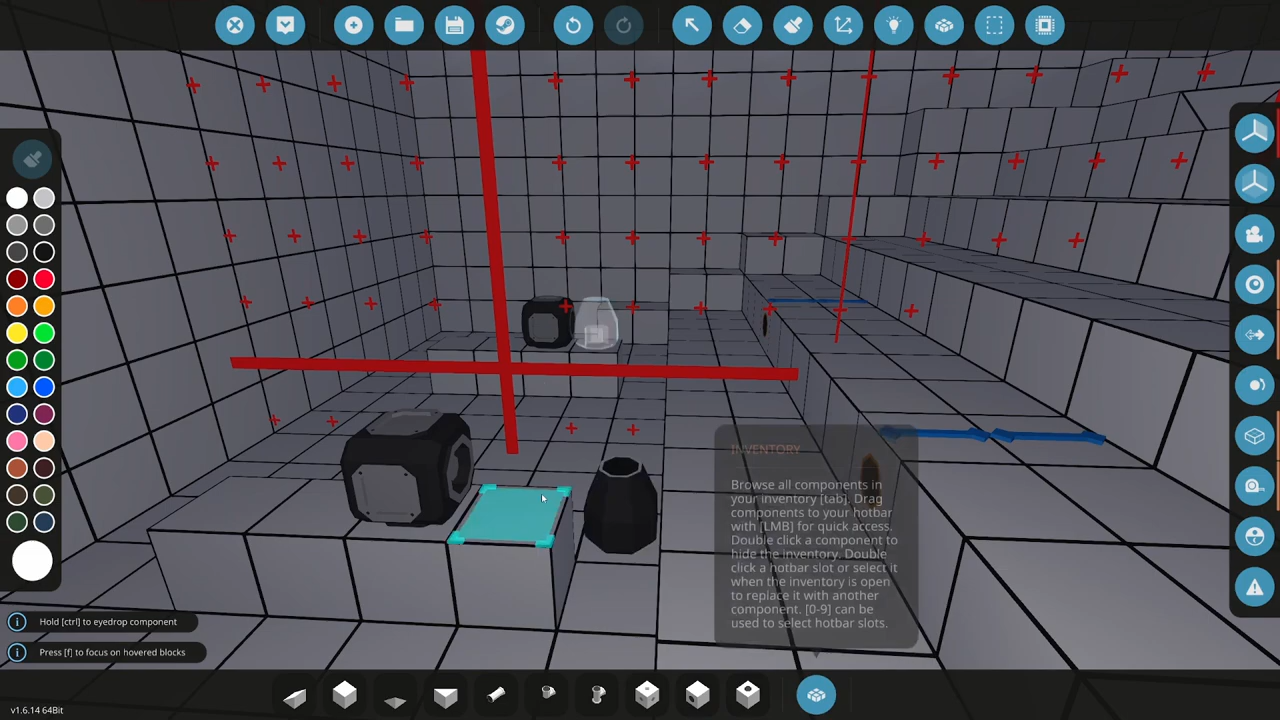 INVENTORY
Browse all components in
your inventory [tab]. Drag
components to your hotbar
with [LMB] for quick access.
Double click a component to
hide the inventory. Double
click a hotbar slot or select it
when the inventory is open
to replace it with another
component. [0-9] can be
used to select hotbar slots.
Hold [ctrl] to eyedrop component
Press [f] to focus on hovered blocks
v1.6.14 64Bit